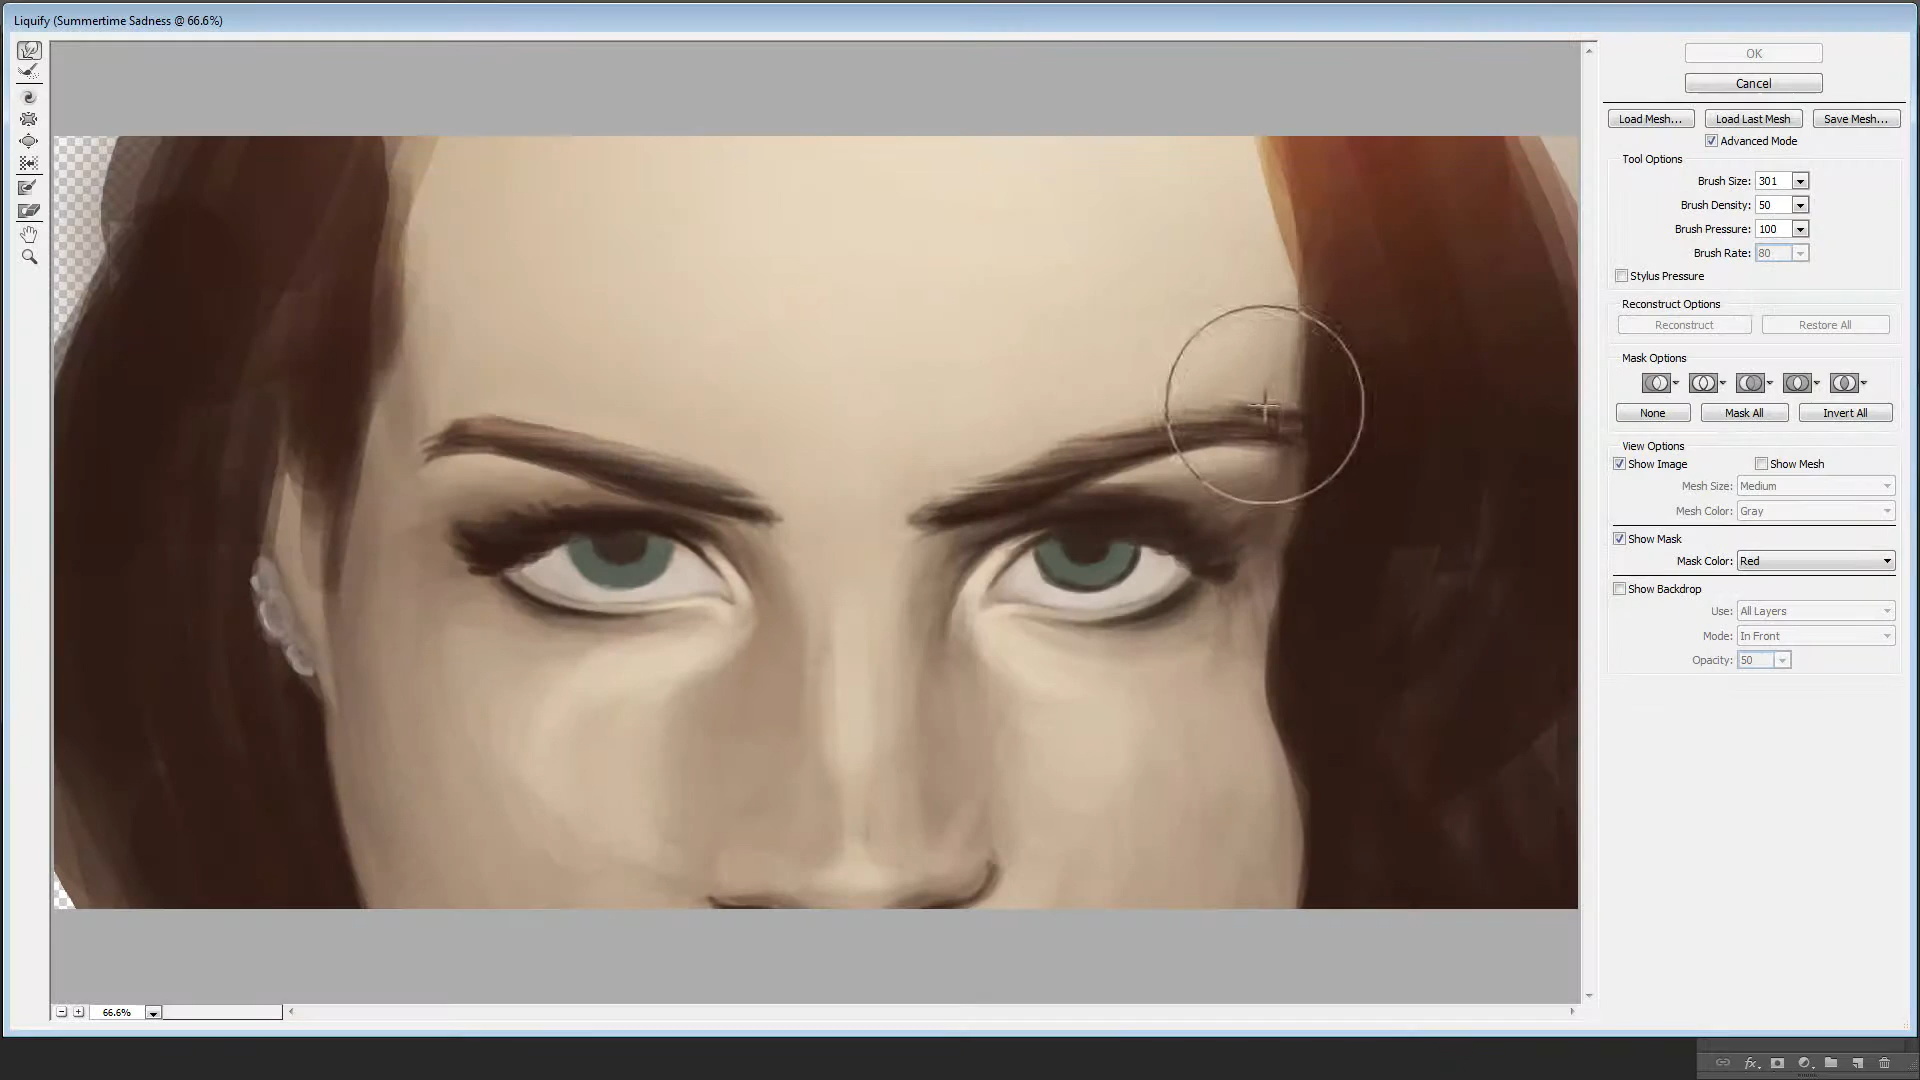 Liquify (Summertime Sadness @ 66.6%)
OK
Cancel
Load Mesh... Load Last Mesh Save Mesh...
Advanced Mode
Tool Options
Brush Size: 301
Brush Density: 50
Brush Pressure: 100
Brush Rate: 80
Stylus Pressure
Reconstruct Options
Reconstruct Restore All
Mask Options
None Mask All Invert All
View Options
Show Image Show Mesh
Mesh Size: Medium
Mesh Color: Gray
Show Mask
Mask Color: Red
Show Backdrop
Use: All Layers
Mode: In Front
Opacity: 50
66.6%
fx